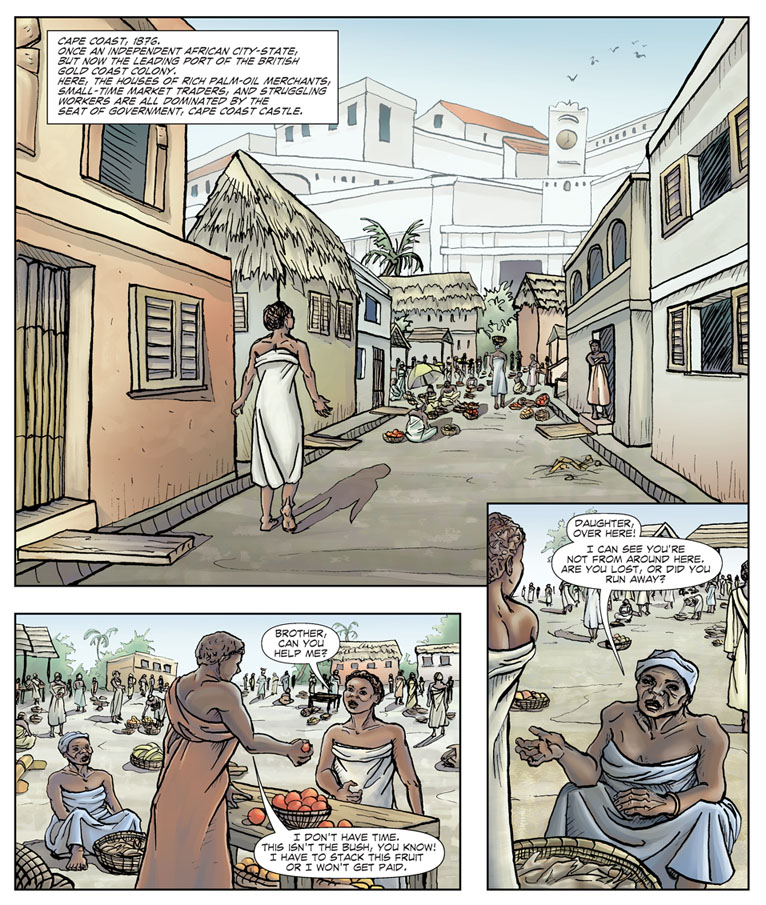 CAPE COAST, 1876.
ONCE AN INDEPENDENT AFRICAN CITY-STATE,
BUT NOW THE LEADING PORT OF THE BRITISH
GOLD COAST COLONY.
HERE, THE HOUSES OF RICH PALM-OIL MERCHANTS,
SMALL-TIME MARKET TRADERS, AND STRUGGLING
WORKERS ARE ALL DOMINATED BY THE
SEAT OF GOVERNMENT, CAPE COAST CASTLE.
BROTHER,
CAN YOU
HELP ME?
I DON'T HAVE TIME.
THIS ISN'T THE BUSH, YOU KNOW!
I HAVE TO STACK THIS FRUIT
OR I WON'T GET PAID.
DAUGHTER,
OVER HERE!
I CAN SEE YOU'RE
NOT FROM AROUND HERE.
ARE YOU LOST, OR DID YOU
RUN AWAY?